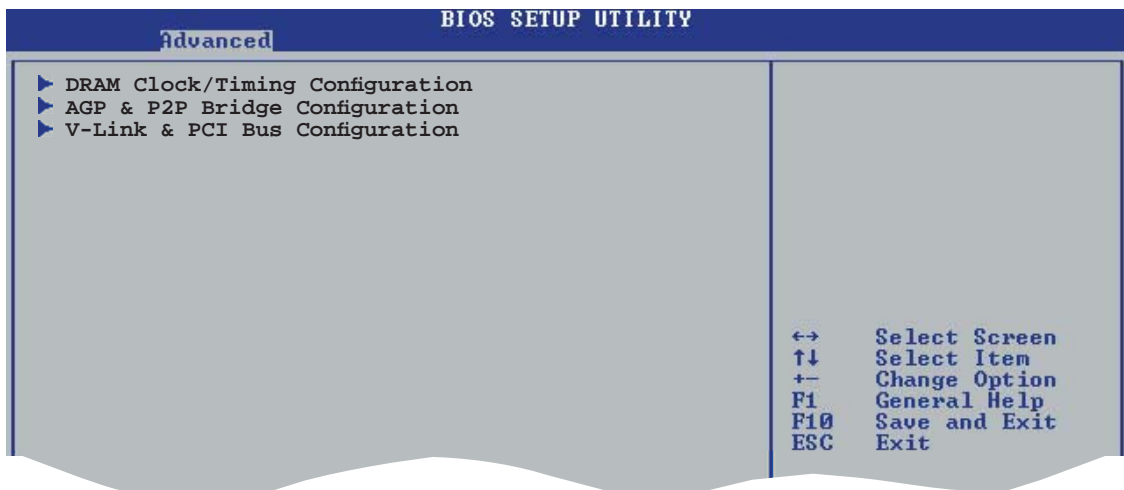 BIOS SETUP UTILITY
Advanced
DRAM Clock/Timing Configuration
AGP & P2P Bridge Configuration
V-Link & PCI Bus Configuration
←→ Select Screen
↑↓ Select Item
+- Change Option
F1 General Help
F10 Save and Exit
ESC Exit